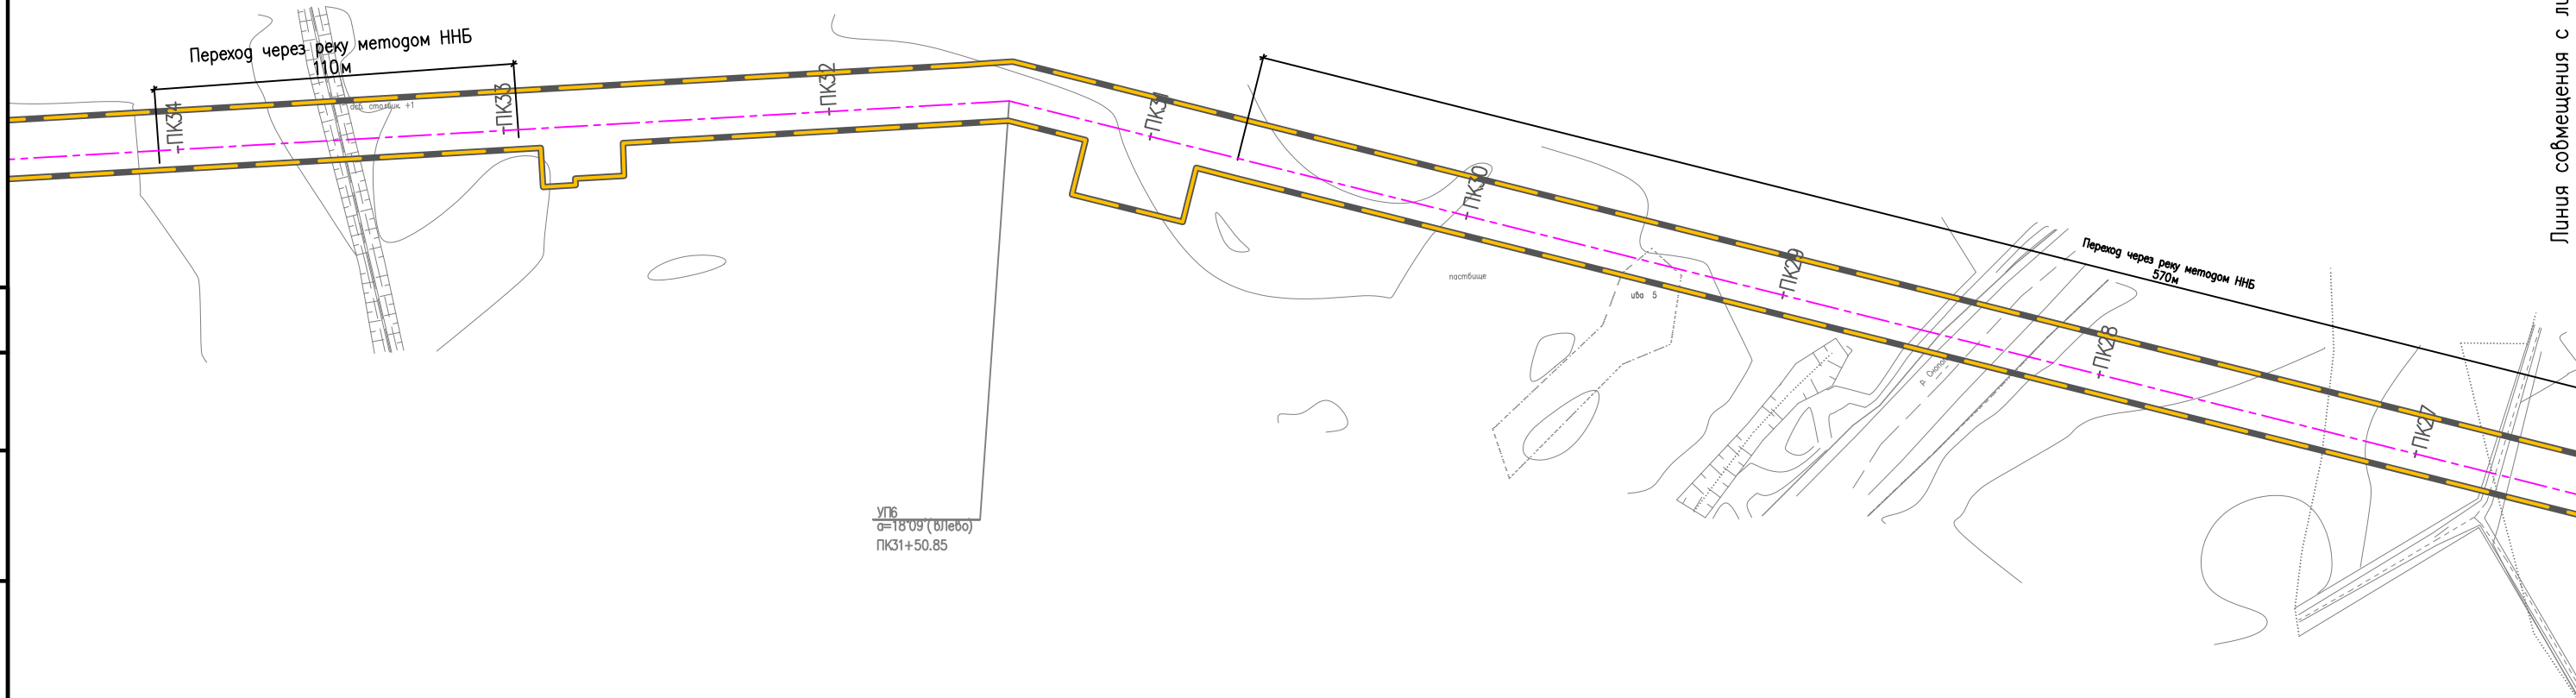 Переход через реку методом ННБ
110м
ПК34
ПК33
ПК32
ПК31
ПК30
ПК29
ПК28
ПК27
пастбище
ива 5
р.
Переход через реку методом ННБ
570м
УП6
α=18°09'(влево)
ПК31+50.85
Линия совмещения с